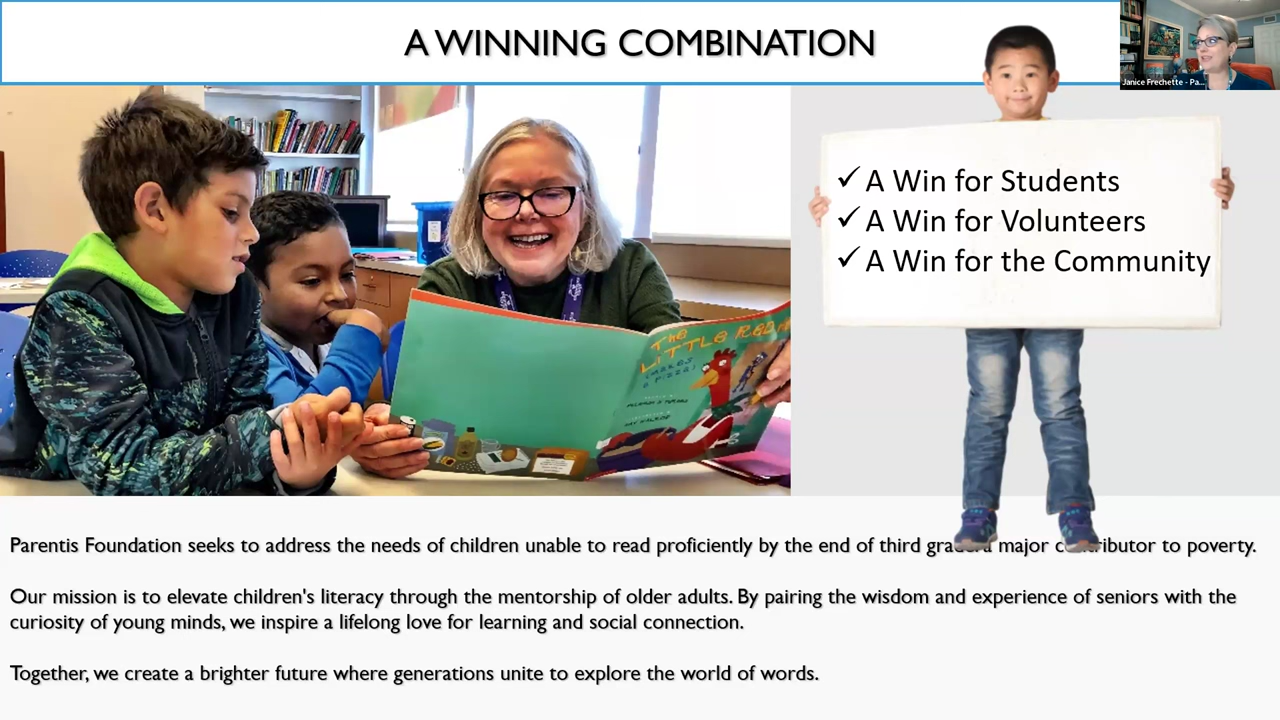 A WINNING COMBINATION
Janice Frechette - Pa...
✓ A Win for Students
✓ A Win for Volunteers
✓ A Win for the Community
THE
LITTLE RED
MAKES
A PIZZA!
Parentis Foundation seeks to address the needs of children unable to read proficiently by the end of third major to poverty.
Our mission is to elevate children's literacy through the mentorship of older adults. By pairing the wisdom and experience of seniors with the
curiosity of young minds, we inspire a lifelong love for learning and social connection.
Together, we create a brighter future where generations unite to explore the world of words.